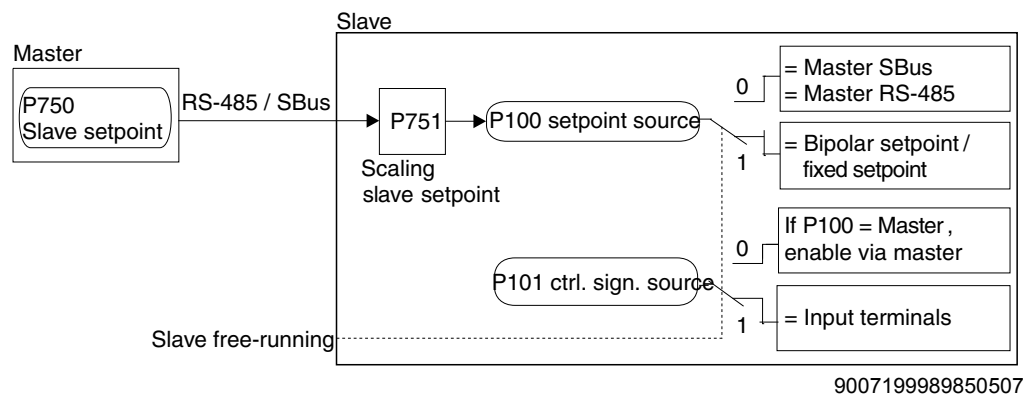 Slave
Master
P750
Slave setpoint
RS-485 / SBus
P751
Scaling
slave setpoint
P100 setpoint source
0
= Master SBus
= Master RS-485
1
= Bipolar setpoint /
fixed setpoint
P101 ctrl. sign. source
0
If P100 = Master ,
enable via master
1
= Input terminals
Slave free-running
9007199989850507